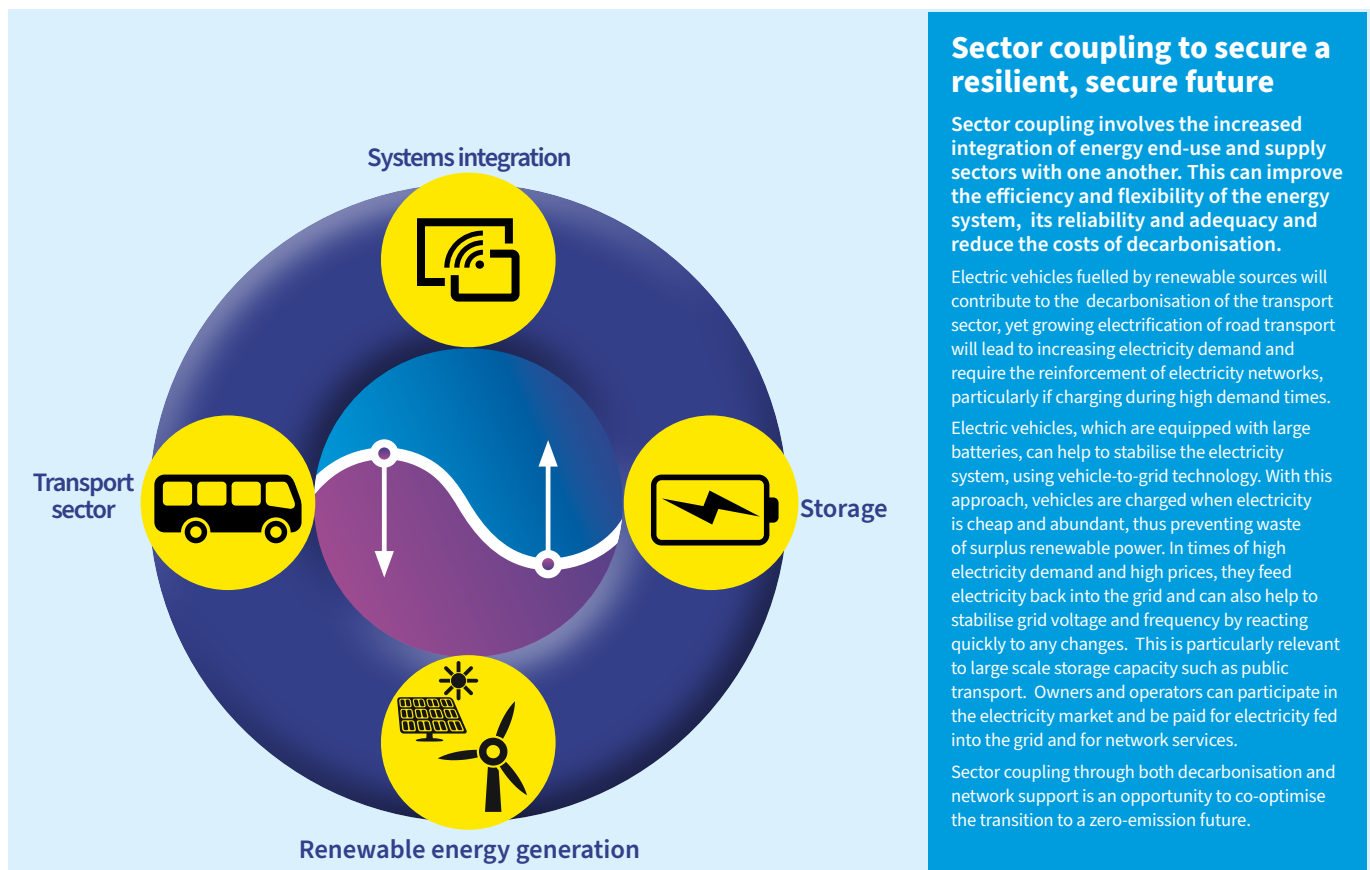 Systems integration
Transport
sector
Storage
Renewable energy generation
Sector coupling to secure a
resilient, secure future
Sector coupling involves the increased
integration of energy end-use and supply
sectors with one another. This can improve
the efficiency and flexibility of the energy
system,  its reliability and adequacy and
reduce the costs of decarbonisation.
Electric vehicles fuelled by renewable sources will
contribute to the  decarbonisation of the transport
sector, yet growing electrification of road transport
will lead to increasing electricity demand and
require the reinforcement of electricity networks,
particularly if charging during high demand times.
Electric vehicles, which are equipped with large
batteries, can help to stabilise the electricity
system, using vehicle-to-grid technology. With this
approach, vehicles are charged when electricity
is cheap and abundant, thus preventing waste
of surplus renewable power. In times of high
electricity demand and high prices, they feed
electricity back into the grid and can also help to
stabilise grid voltage and frequency by reacting
quickly to any changes.  This is particularly relevant
to large scale storage capacity such as public
transport.  Owners and operators can participate in
the electricity market and be paid for electricity fed
into the grid and for network services.
Sector coupling through both decarbonisation and
network support is an opportunity to co-optimise
the transition to a zero-emission future.